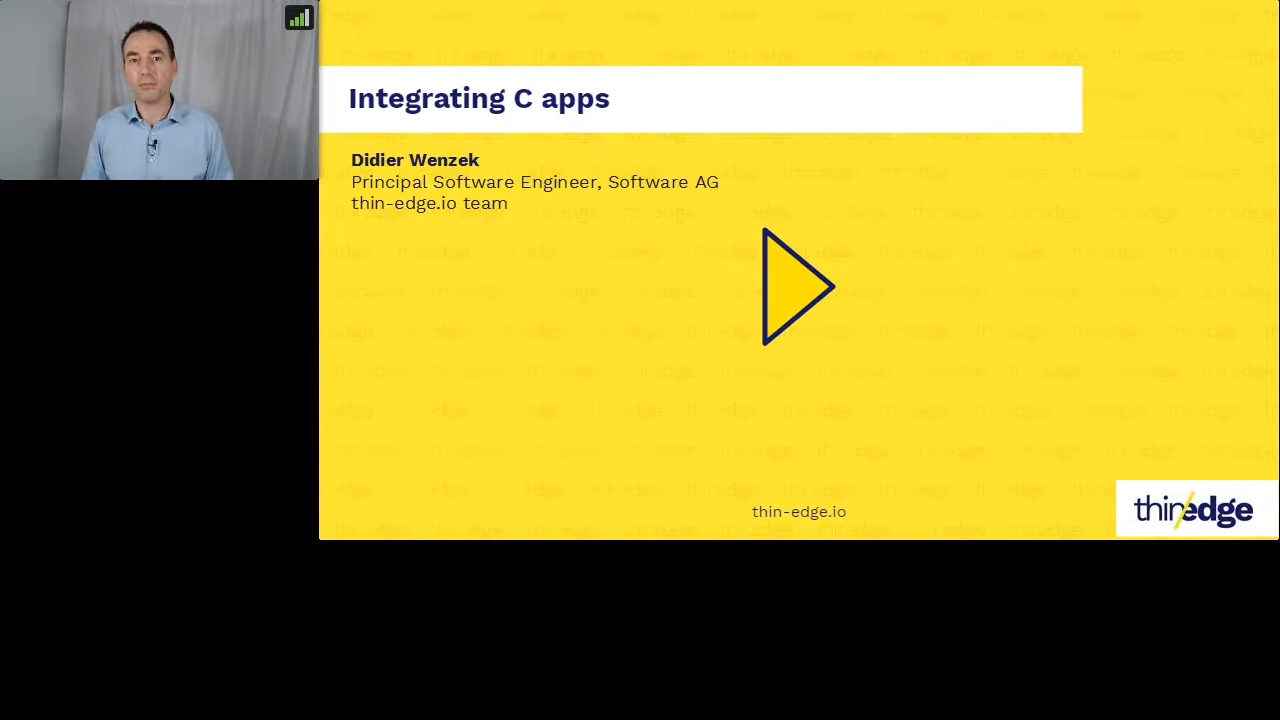 Integrating C apps
Didier Wenzek
Principal Software Engineer, Software AG
thin-edge.io team
thin-edge.io
thin/edge